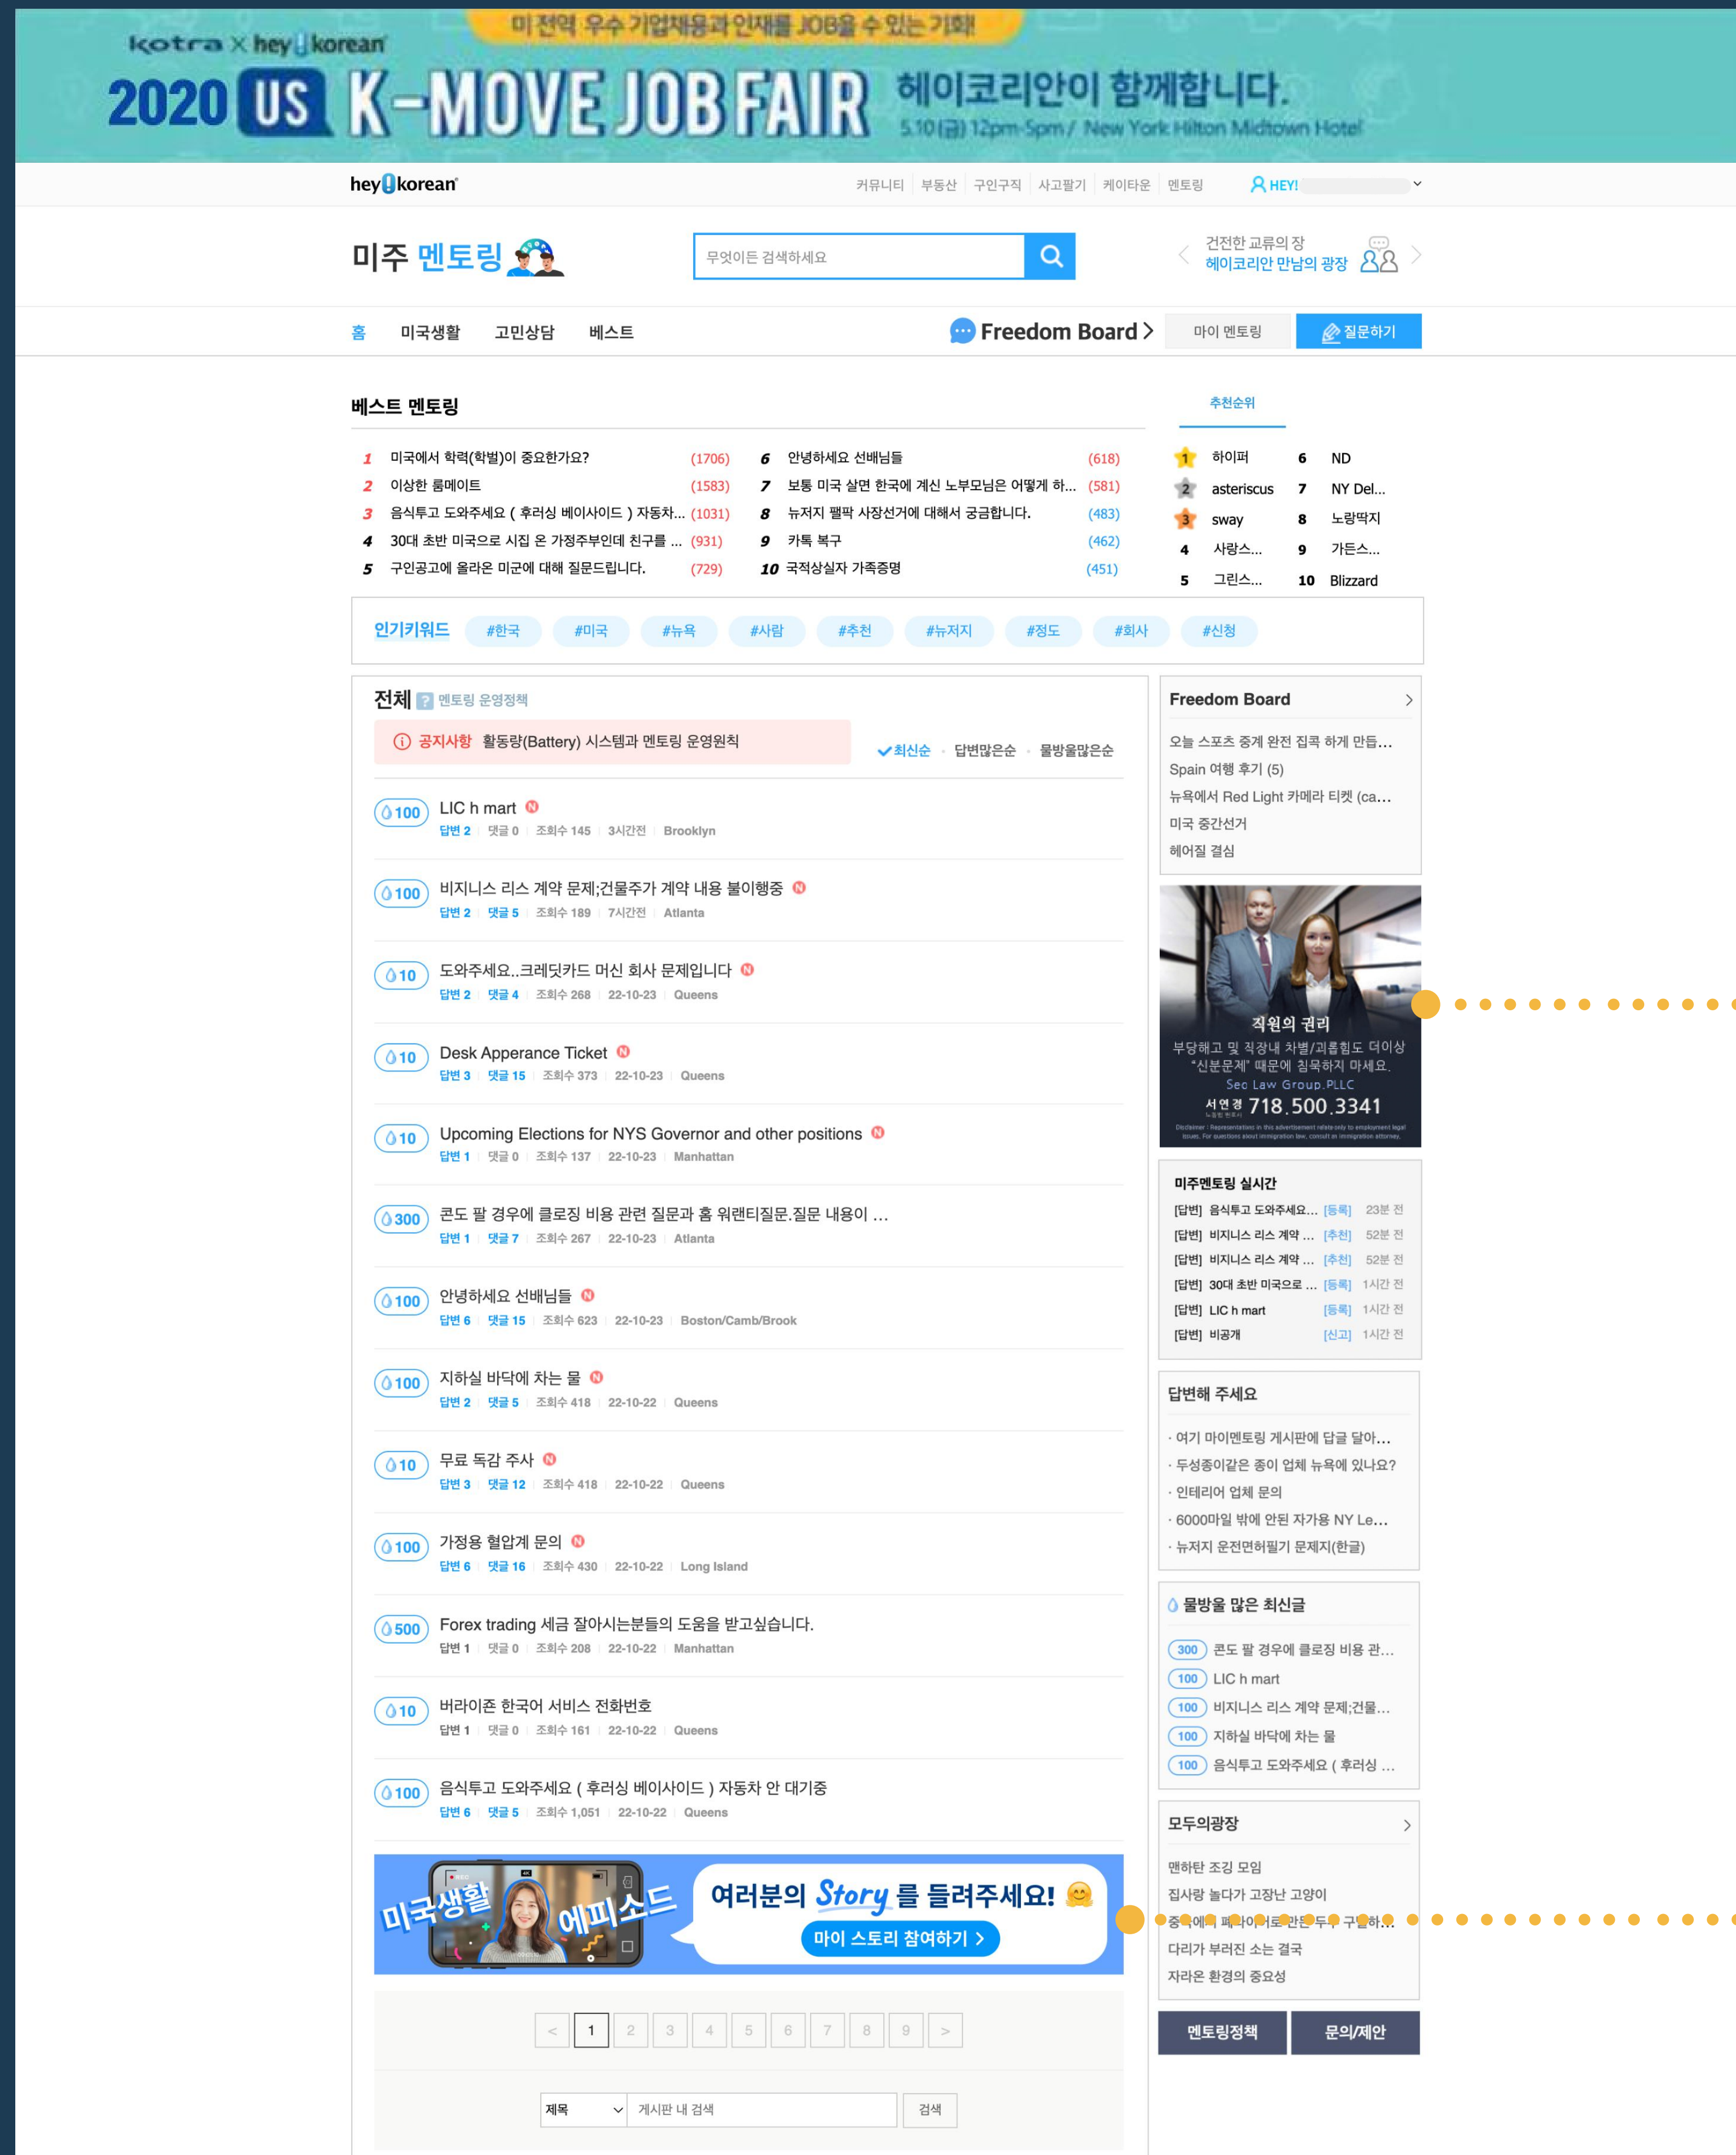 미 전역 우수 기업채용과 인재를 JOB을 수 있는 기회!
kotra × hey!korean
2020 US K-MOVE JOB FAIR 헤이코리안이 함께합니다.
5.10 (금) 12pm-5pm / New York Hilton Midtown Hotel
hey!korean
커뮤니티 부동산 구인구직 사고팔기 케이타운 멘토링 HEY!
미주 멘토링
무엇이든 검색하세요
건전한 교류의 장
헤이코리안 만남의 광장
홈 미국생활 고민상담 베스트
Freedom Board >
마이 멘토링
질문하기
베스트 멘토링
1 미국에서 학력(학벌)이 중요한가요? (1706)
2 이상한 룸메이트 (1583)
3 음식투고 도와주세요 ( 후러싱 베이사이드 ) 자동차... (1031)
4 30대 초반 미국으로 시집 온 가정주부인데 친구를 ... (931)
5 구인공고에 올라온 미군에 대해 질문드립니다. (729)
6 안녕하세요 선배님들 (618)
7 보통 미국 살면 한국에 계신 노부모님은 어떻게 하... (581)
8 뉴저지 팰팍 사장선거에 대해서 궁금합니다. (483)
9 카톡 복구 (462)
10 국적상실자 가족증명 (451)
추천순위
1 하이퍼
2 asteriscus
3 sway
4 사랑스...
5 그린스...
6 ND
7 NY Del...
8 노랑딱지
9 가든스...
10 Blizzard
인기키워드 #한국 #미국 #뉴욕 #사람 #추천 #뉴저지 #정도 #회사 #신청
전체 ? 멘토링 운영정책
공지사항 활동량(Battery) 시스템과 멘토링 운영원칙
최신순 · 답변많은순 · 물방울많은순
100 LIC h mart N
답변 2 댓글 0 조회수 145 3시간전 Brooklyn
100 비지니스 리스 계약 문제;건물주가 계약 내용 불이행중 N
답변 2 댓글 5 조회수 189 7시간전 Atlanta
10 도와주세요..크레딧카드 머신 회사 문제입니다 N
답변 2 댓글 4 조회수 268 22-10-23 Queens
10 Desk Apperance Ticket N
답변 3 댓글 15 조회수 373 22-10-23 Queens
10 Upcoming Elections for NYS Governor and other positions N
답변 1 댓글 0 조회수 137 22-10-23 Manhattan
300 콘도 팔 경우에 클로징 비용 관련 질문과 홈 워랜티질문.질문 내용이 ...
답변 1 댓글 7 조회수 267 22-10-23 Atlanta
100 안녕하세요 선배님들 N
답변 6 댓글 15 조회수 623 22-10-23 Boston/Camb/Brook
100 지하실 바닥에 차는 물 N
답변 2 댓글 5 조회수 418 22-10-22 Queens
10 무료 독감 주사 N
답변 3 댓글 12 조회수 418 22-10-22 Queens
100 가정용 혈압계 문의 N
답변 6 댓글 16 조회수 430 22-10-22 Long Island
500 Forex trading 세금 잘아시는분들의 도움을 받고싶습니다.
답변 1 댓글 0 조회수 208 22-10-22 Manhattan
10 버라이죤 한국어 서비스 전화번호
답변 1 댓글 0 조회수 161 22-10-22 Queens
100 음식투고 도와주세요 ( 후러싱 베이사이드 ) 자동차 안 대기중
답변 6 댓글 5 조회수 1,051 22-10-22 Queens
REC 4K
미국생활 에피소드
여러분의 Story 를 들려주세요!
마이 스토리 참여하기 >
< 1 2 3 4 5 6 7 8 9 >
제목 게시판 내 검색 검색
Freedom Board >
오늘 스포츠 중계 완전 집콕 하게 만듭...
Spain 여행 후기 (5)
뉴욕에서 Red Light 카메라 티켓 (ca...
미국 중간선거
헤어질 결심
직원의 권리
부당해고 및 직장내 차별/괴롭힘도 더이상
“신분문제” 때문에 침묵하지 마세요.
Seo Law Group.PLLC
서연경 718.500.3341
노동법 변호사
Disclaimer : Representations in this advertisement relate only to employment legal
issues. For questions about immigration law, consult an immigration attorney.
미주멘토링 실시간
[답변] 음식투고 도와주세요... [등록] 23분 전
[답변] 비지니스 리스 계약 ... [추천] 52분 전
[답변] 비지니스 리스 계약 ... [추천] 52분 전
[답변] 30대 초반 미국으로 ... [등록] 1시간 전
[답변] LIC h mart [등록] 1시간 전
[답변] 비공개 [신고] 1시간 전
답변해 주세요
· 여기 마이멘토링 게시판에 답글 달아...
· 두성종이같은 종이 업체 뉴욕에 있나요?
· 인테리어 업체 문의
· 6000마일 밖에 안된 자가용 NY Le...
· 뉴저지 운전면허필기 문제지(한글)
물방울 많은 최신글
300 콘도 팔 경우에 클로징 비용 관...
100 LIC h mart
100 비지니스 리스 계약 문제;건물...
100 지하실 바닥에 차는 물
100 음식투고 도와주세요 ( 후러싱 ...
모두의광장 >
맨하탄 조깅 모임
집사랑 놀다가 고장난 고양이
다리가 부러진 소는 결국
자라온 환경의 중요성
멘토링정책
문의/제안